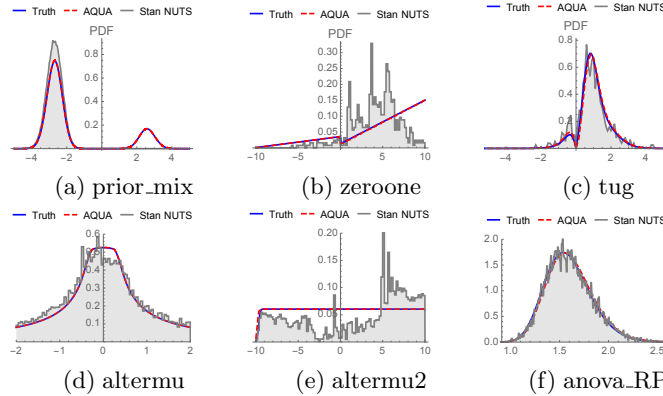 Truth AQUA Stan NUTS Truth AQUA Stan NUTS Truth AQUA Stan NUTS
PDF PDF PDF
0.8 0.30 0.8
0.6 0.25 0.6
0.4 0.20 0.4
0.2 0.15 0.2
0.10
0.05
−4 −2 0 2 4 −10 −5 0 5 10 −4 −2 0 2 4
(a) prior_mix (b) zeroone (c) tug
Truth AQUA Stan NUTS Truth AQUA Stan NUTS Truth AQUA Stan NUTS
0.6 0.20 2.0
0.5 0.15 1.5
0.4 0.10 1.0
0.3 0.05 0.5
0.2 0.0
0.1
−2 −1 0 1 2 −10 −5 0 5 10 1.0 1.5 2.0 2.5
(d) altermu (e) altermu2 (f) anova_RP